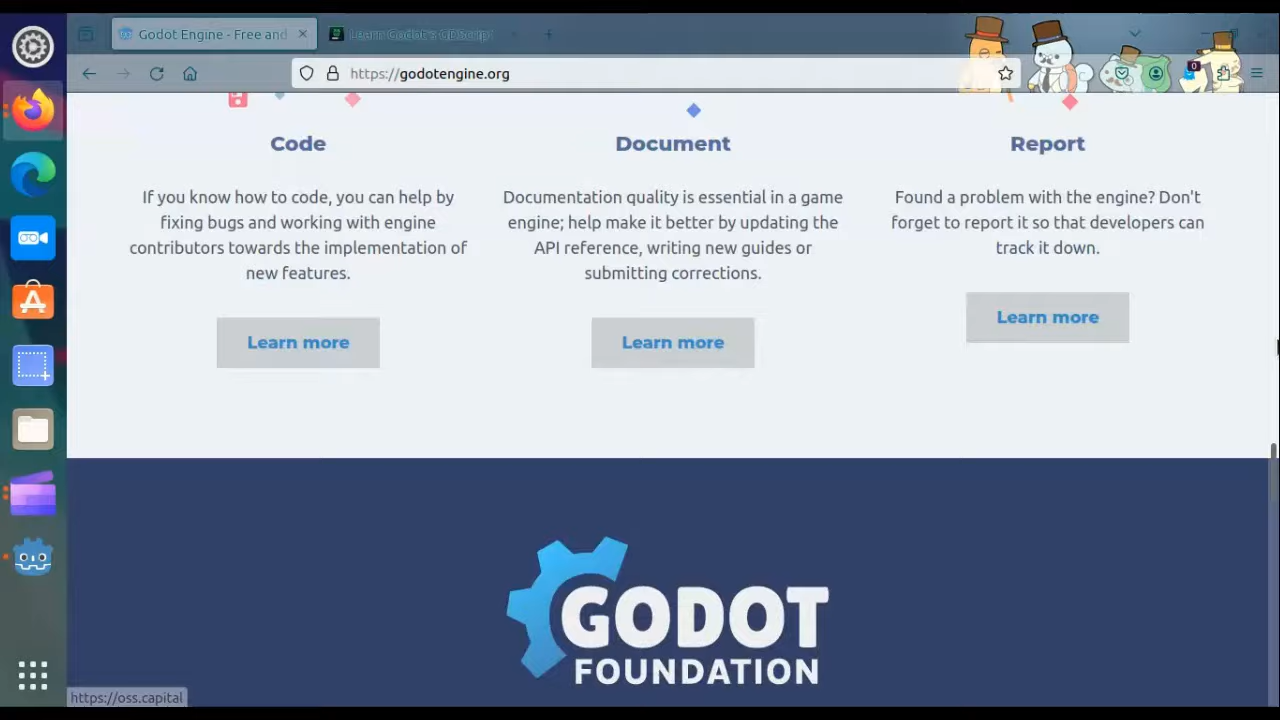 Godot Engine - Free and
Learn Godot's GDScript
https://godotengine.org
0
Code
If you know how to code, you can help by
fixing bugs and working with engine
contributors towards the implementation of
new features.
Learn more
Document
Documentation quality is essential in a game
engine; help make it better by updating the
API reference, writing new guides or
submitting corrections.
Learn more
Report
Found a problem with the engine? Don't
forget to report it so that developers can
track it down.
Learn more
GODOT
FOUNDATION
https://oss.capital